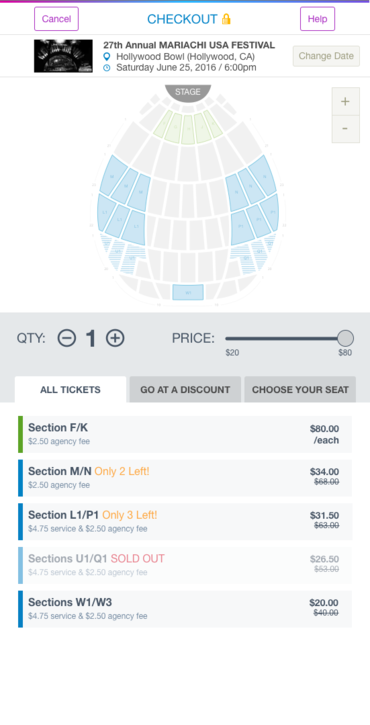 Cancel
CHECKOUT
Help
27th Annual MARIACHI USA FESTIVAL
Hollywood Bowl (Hollywood, CA)
Saturday June 25, 2016 / 6:00pm
Change Date
STAGE
+
-
QTY: 1
PRICE:
$20
$80
ALL TICKETS
GO AT A DISCOUNT
CHOOSE YOUR SEAT
Section F/K
$2.50 agency fee
$80.00
/each
Section M/N Only 2 Left!
$2.50 agency fee
$34.00
$68.00
Section L1/P1 Only 3 Left!
$4.75 service & $2.50 agency fee
$31.50
$63.00
Sections U1/Q1 SOLD OUT
$4.75 service & $2.50 agency fee
$26.50
$53.00
Sections W1/W3
$4.75 service & $2.50 agency fee
$20.00
$40.00